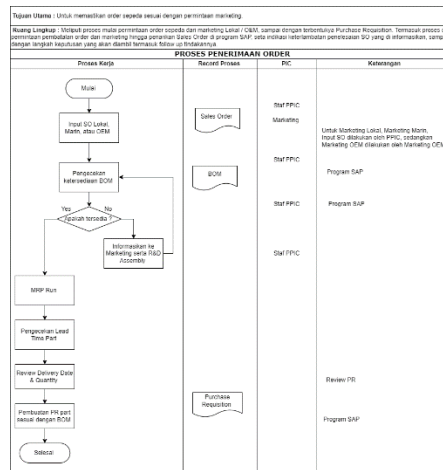 Tujuan Utama : Untuk memastikan order sepeda sesuai dengan permintaan marketing.
Ruang Lingkup : Meliputi proses mulai permintaan order sepeda dari marketing Lokal / OEM, sampai dengan terbentuknya Purchase Requisition. Termasuk proses
permintaan pembatalan order dari marketing hingga penarikan Sales Order di program SAP, serta indikasi keterlambatan pemenuhan SO yang di informasikan,
dengan langkah keputusan yang akan diambil termasuk follow up tindakannya.
PROSES PENERIMAAN ORDER
Proses Kerja Record Proses PIC Keterangan
Mulai
Staf PPIC
Sales Order
Marketing
Input SO Lokal,
Marin, atau OEM
Untuk Marketing Lokal, Marketing Marin,
Input SO dilakukan oleh PPIC, sedangkan
Marketing OEM dilakukan oleh Marketing OEM
Staf PPIC
Pengecekan
ketersediaan BOM
BOM
Program SAP
Yes No
Apakah tersedia ?
Staf PPIC Program SAP
Informasikan ke
Marketing serta R&D
Assembly
Staf PPIC
MRP Run
Pengecekan Lead
Time Part
Review Delivery Date
& Quantity
Review PR
Pembuatan PR part
sesuai dengan BOM
Purchase
Requisition
Program SAP
Selesai